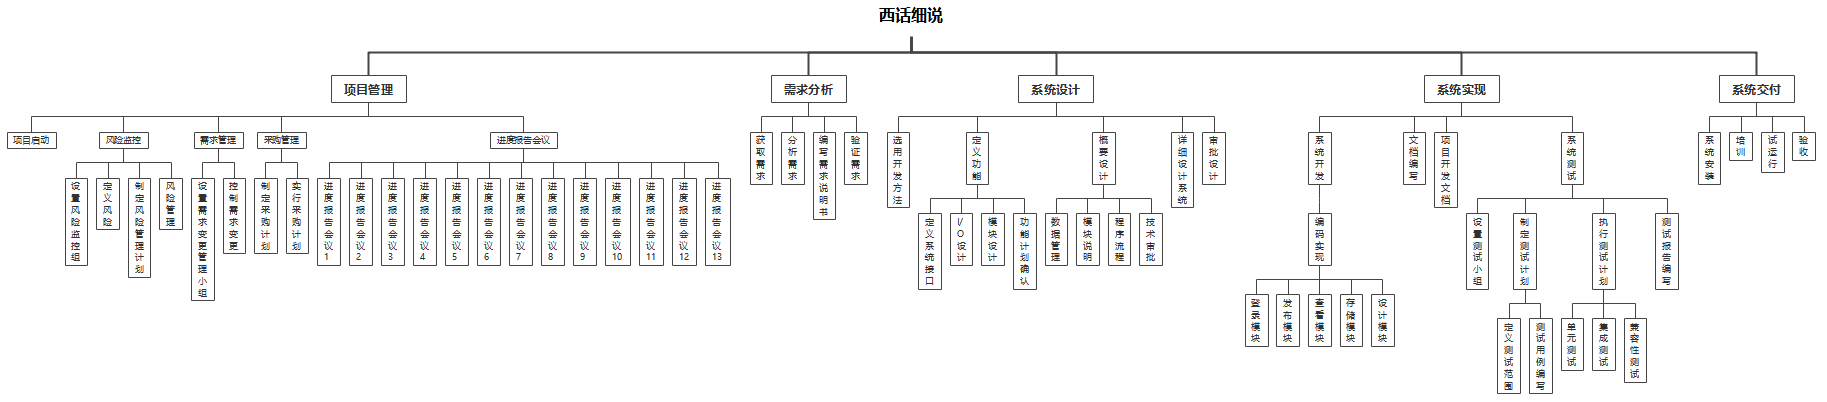 西话细说
项目管理
需求分析
系统设计
系统实现
系统交付
项目启动
风险监控
需求管理
采购管理
进度报告会议
获取需求
分析需求
编写需求说明书
验证需求
选用开发方法
定义功能
概要设计
详细设计系统
审批设计
系统开发
文档编写
项目开发文档
系统测试
系统安装
培训
试运行
验收
设置风险监控组
定义风险
制定风险管理计划
风险管理
设置需求变更管理小组
控制需求变更
制定采购计划
实行采购计划
进度报告会议1
进度报告会议2
进度报告会议3
进度报告会议4
进度报告会议5
进度报告会议6
进度报告会议7
进度报告会议8
进度报告会议9
进度报告会议10
进度报告会议11
进度报告会议12
进度报告会议13
定义系统接口
I/O设计
模块设计
功能计划确认
数据管理
模块说明
程序流程
技术审批
编码实现
设置测试小组
制定测试计划
执行测试计划
测试报告编写
登录模块
发布模块
查看模块
存储模块
设计模块
定义测试范围
测试用例编写
单元测试
集成测试
兼容性测试